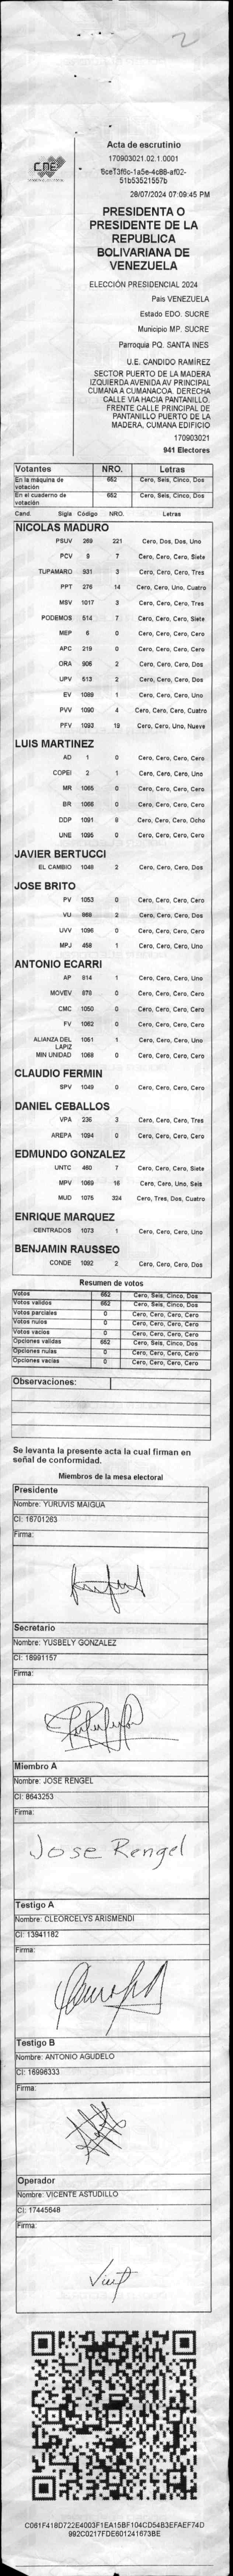 2
CNE
Acta de escrutinio
170903021.02.1.0001
51b53521557b
28/07/2024 07:09:45 PM
PRESIDENTA O
PRESIDENTE DE LA
REPUBLICA
BOLIVARIANA DE
VENEZUELA
ELECCIÓN PRESIDENCIAL 2024
Pais VENEZUELA
Estado EDO. SUCRE
Municipio MP. SUCRE
Parroquia PQ. SANTA INES
U.E. CANDIDO RAMÍREZ
SECTOR PUERTO DE LA MADERA
IZQUIERDA AVENIDA AV PRINCIPAL
CUMANA A CUMANACOA. DERECHA
CALLE VIA HACIA PANTANILLO.
FRENTE CALLE PRINCIPAL DE
PANTANILLO PUERTO DE LA
MADERA, CUMANA EDIFICIO
170903021
941 Electores
Votantes NRO. Letras
En la máquina de votación 652 Cero, Seis, Cinco, Dos
En el cuaderno de votación 652 Cero, Seis, Cinco, Dos
Cand. Sigla Código NRO. Letras
NICOLAS MADURO
PSUV 269 221 Cero, Dos, Dos, Uno
PCV 9 7 Cero, Cero, Cero, Siete
TUPAMARO 931 3 Cero, Cero, Cero, Tres
PPT 276 14 Cero, Cero, Uno, Cuatro
MSV 1017 3 Cero, Cero, Cero, Tres
PODEMOS 514 7 Cero, Cero, Cero, Siete
MEP 6 0 Cero, Cero, Cero, Cero
APC 219 0 Cero, Cero, Cero, Cero
ORA 906 2 Cero, Cero, Cero, Dos
UPV 513 2 Cero, Cero, Cero, Dos
EV 1089 1 Cero, Cero, Cero, Uno
PVV 1090 4 Cero, Cero, Cero, Cuatro
PFV 1093 19 Cero, Cero, Uno, Nueve
LUIS MARTINEZ
AD 1 0 Cero, Cero, Cero, Cero
COPEI 2 1 Cero, Cero, Cero, Uno
MR 1065 0 Cero, Cero, Cero, Cero
BR 1066 0 Cero, Cero, Cero, Cero
DDP 1091 8 Cero, Cero, Cero, Ocho
UNE 1095 0 Cero, Cero, Cero, Cero
JAVIER BERTUCCI
EL CAMBIO 1048 2 Cero, Cero, Cero, Dos
JOSE BRITO
PV 1053 0 Cero, Cero, Cero, Cero
VU 868 2 Cero, Cero, Cero, Dos
UVV 1096 0 Cero, Cero, Cero, Cero
MPJ 458 1 Cero, Cero, Cero, Uno
ANTONIO ECARRI
AP 814 1 Cero, Cero, Cero, Uno
MOVEV 878 0 Cero, Cero, Cero, Cero
CMC 1050 0 Cero, Cero, Cero, Cero
FV 1062 0 Cero, Cero, Cero, Cero
ALIANZA DEL LAPIZ 1061 1 Cero, Cero, Cero, Uno
MIN UNIDAD 1068 0 Cero, Cero, Cero, Cero
CLAUDIO FERMIN
SPV 1049 0 Cero, Cero, Cero, Cero
DANIEL CEBALLOS
VPA 236 3 Cero, Cero, Cero, Tres
AREPA 1094 0 Cero, Cero, Cero, Cero
EDMUNDO GONZALEZ
UNTC 460 7 Cero, Cero, Cero, Siete
MPV 1069 16 Cero, Cero, Uno, Seis
MUD 1075 324 Cero, Tres, Dos, Cuatro
ENRIQUE MARQUEZ
CENTRADOS 1073 1 Cero, Cero, Cero, Uno
BENJAMIN RAUSSEO
CONDE 1092 2 Cero, Cero, Cero, Dos
Resumen de votos
Votos 652 Cero, Seis, Cinco, Dos
Votos validos 652 Cero, Seis, Cinco, Dos
Votos parciales 0 Cero, Cero, Cero, Cero
Votos nulos 0 Cero, Cero, Cero, Cero
Votos vacios 0 Cero, Cero, Cero, Cero
Opciones validas 652 Cero, Seis, Cinco, Dos
Opciones nulas 0 Cero, Cero, Cero, Cero
Opciones vacias 0 Cero, Cero, Cero, Cero
Observaciones:
Se levanta la presente acta la cual firman en
señal de conformidad.
Miembros de la mesa electoral
Presidente
Nombre: YURUVIS MAIGUA
CI: 16701263
Firma:
Secretario
Nombre: YUSBELY GONZALEZ
CI: 18991157
Firma:
Miembro A
Nombre: JOSE RENGEL
CI: 8643253
Firma:
Jose Rengel
Testigo A
Nombre: CLEORCELYS ARISMENDI
CI: 13941182
Firma:
Testigo B
Nombre: ANTONIO AGUDELO
CI: 16996333
Firma:
Operador
Nombre: VICENTE ASTUDILLO
CI: 17445648
Firma:
C061F418D722E4003F1EA15BF104CD54B3EFAEF74D
992C0217FDE601241673BE